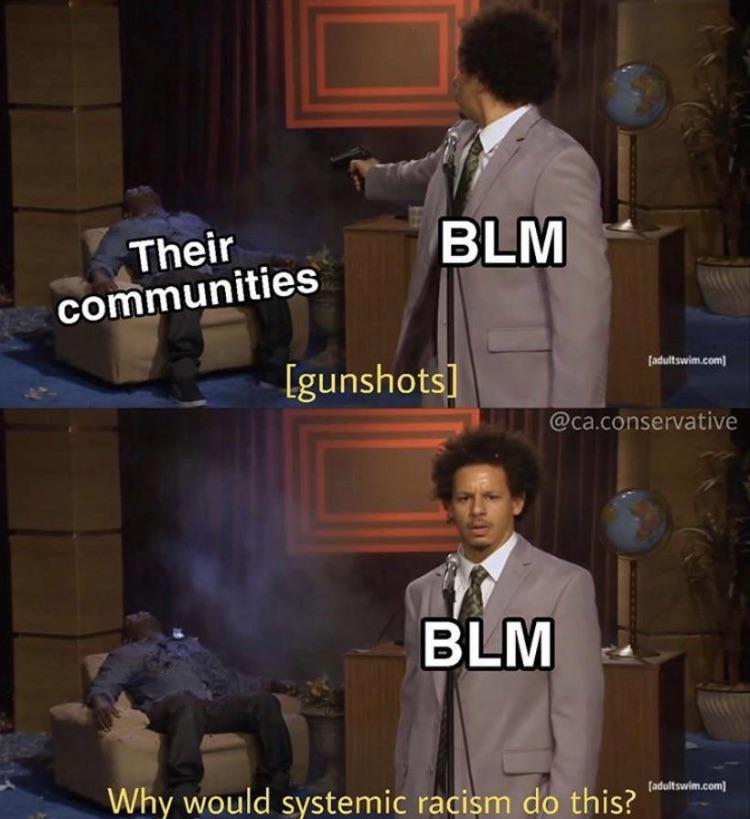 Their
communities
BLM
[adultswim.com]
[gunshots]
@ca.conservative
BLM
[adultswim.com]
Why would systemic racism do this?